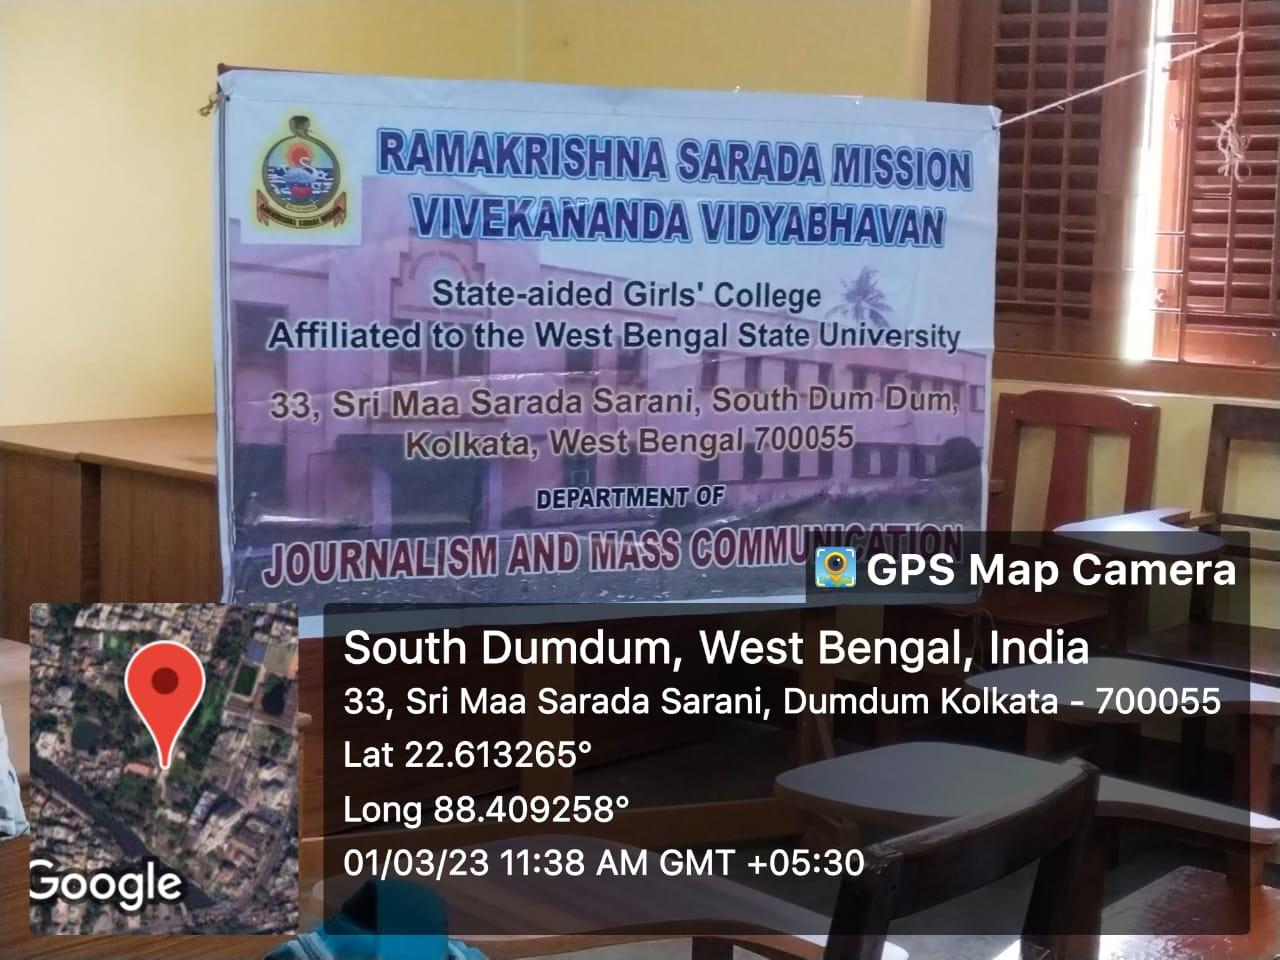 RAMAKRISHNA SARADA MISSION
VIVEKANANDA VIDYABHAVAN
State-aided Girls' College
Affiliated to the West Bengal State University
33, Sri Maa Sarada Sarani, South Dum Dum,
Kolkata, West Bengal 700055
DEPARTMENT OF
JOURNALISM AND MASS COMMUNICATION
GPS Map Camera
South Dumdum, West Bengal, India
33, Sri Maa Sarada Sarani, Dumdum Kolkata - 700055
Lat 22.613265°
Long 88.409258°
01/03/23 11:38 AM GMT +05:30
Google